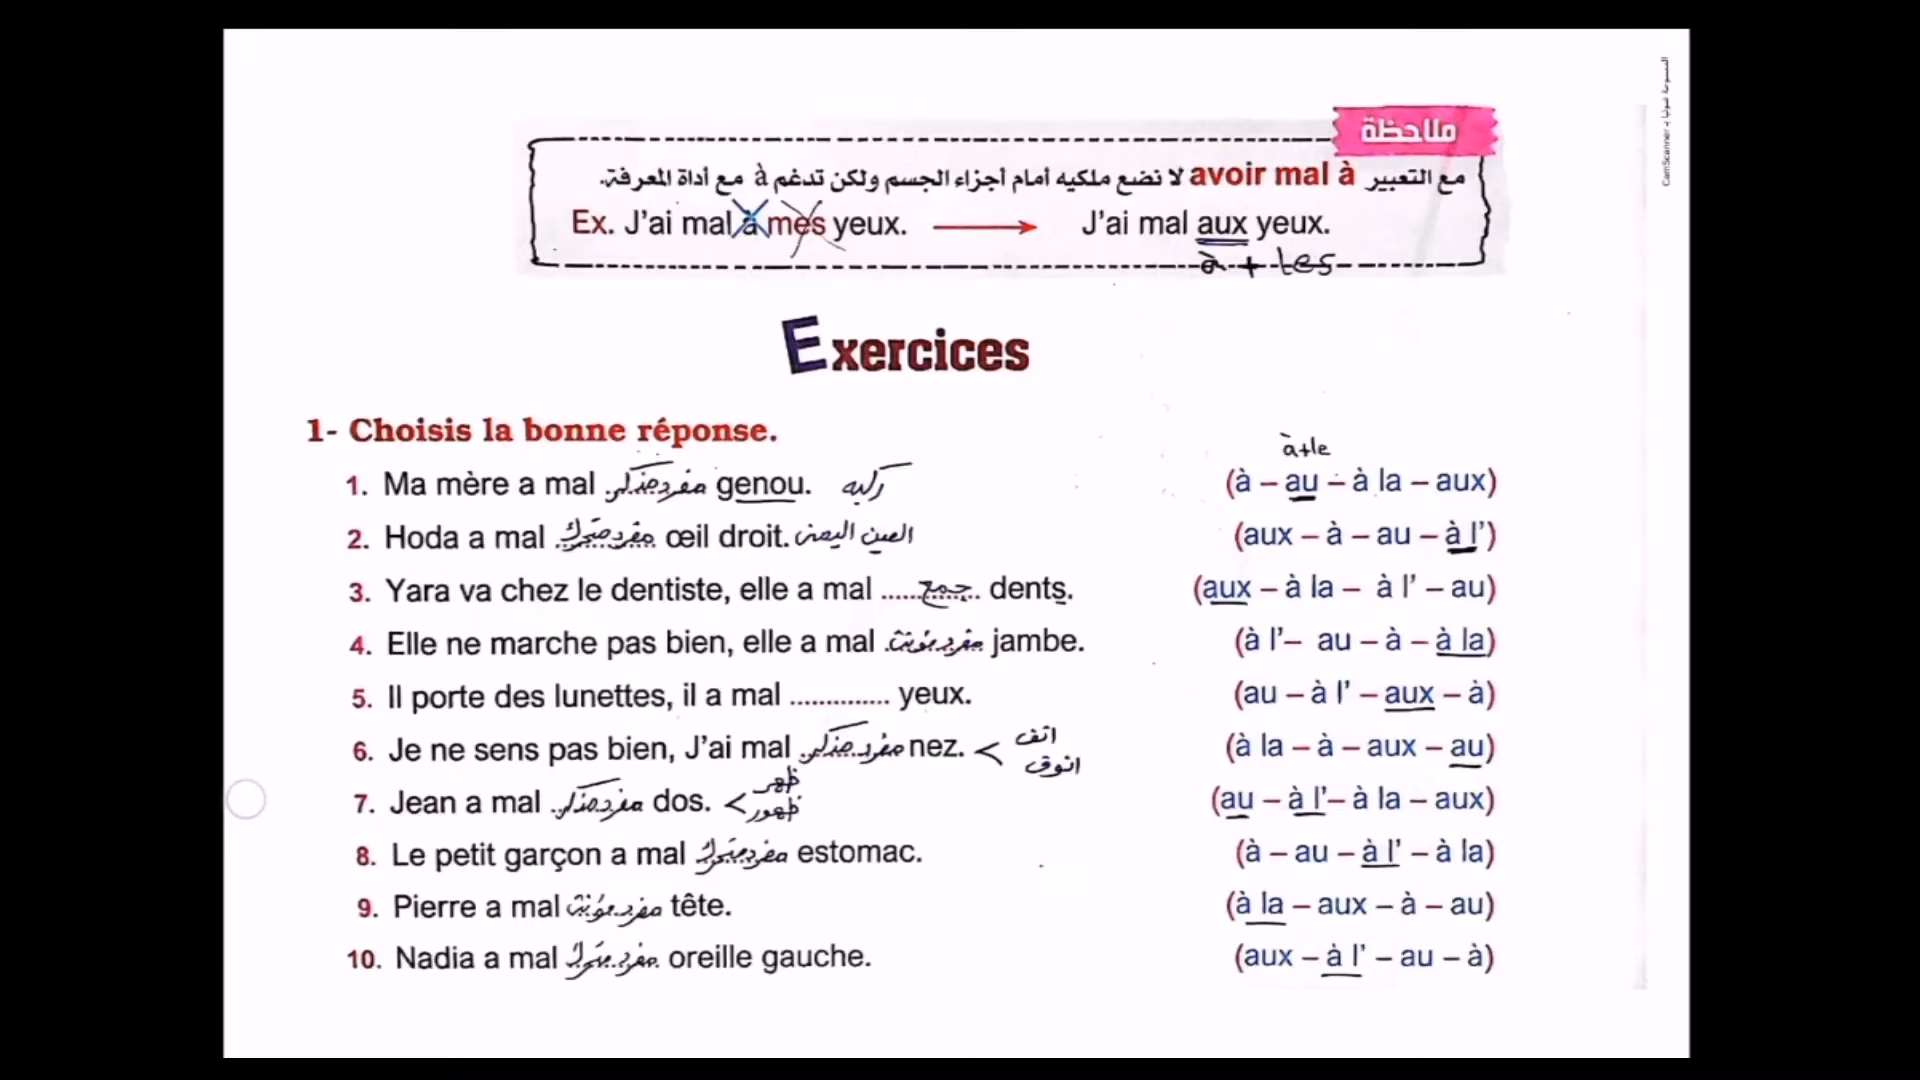 الممسوحة ضوئيا بـ CamScanner
ملاحظة
مع التعبير avoir mal à لا نضع ملكيه أمام أجزاء الجسم ولكن تدغم à مع أداة المعرفة.
Ex. J'ai mal à mes yeux. J'ai mal aux yeux.
à + les
Exercices
1- Choisis la bonne réponse.
à+le
1. Ma mère a mal مفرد مذكر genou. ركبه (à – au – à la – aux)
2. Hoda a mal مفرد متحرك œil droit. العين اليمنى (aux – à – au – à l')
3. Yara va chez le dentiste, elle a mal ......جمع.. dents. (aux – à la – à l' – au)
4. Elle ne marche pas bien, elle a mal مفرد مؤنث jambe. (à l'– au – à – à la)
5. Il porte des lunettes, il a mal .............. yeux. (au – à l' – aux – à)
6. Je ne sens pas bien, J'ai mal مفرد مذكر nez. < انف انوف (à la – à – aux – au)
7. Jean a mal مفرد مذكر dos. < ظهر ظهور (au – à l'– à la – aux)
8. Le petit garçon a mal مفرد متحرك estomac. (à – au – à l' – à la)
9. Pierre a mal مفرد مؤنث tête. (à la – aux – à – au)
10. Nadia a mal مفرد متحرك oreille gauche. (aux – à l' – au – à)